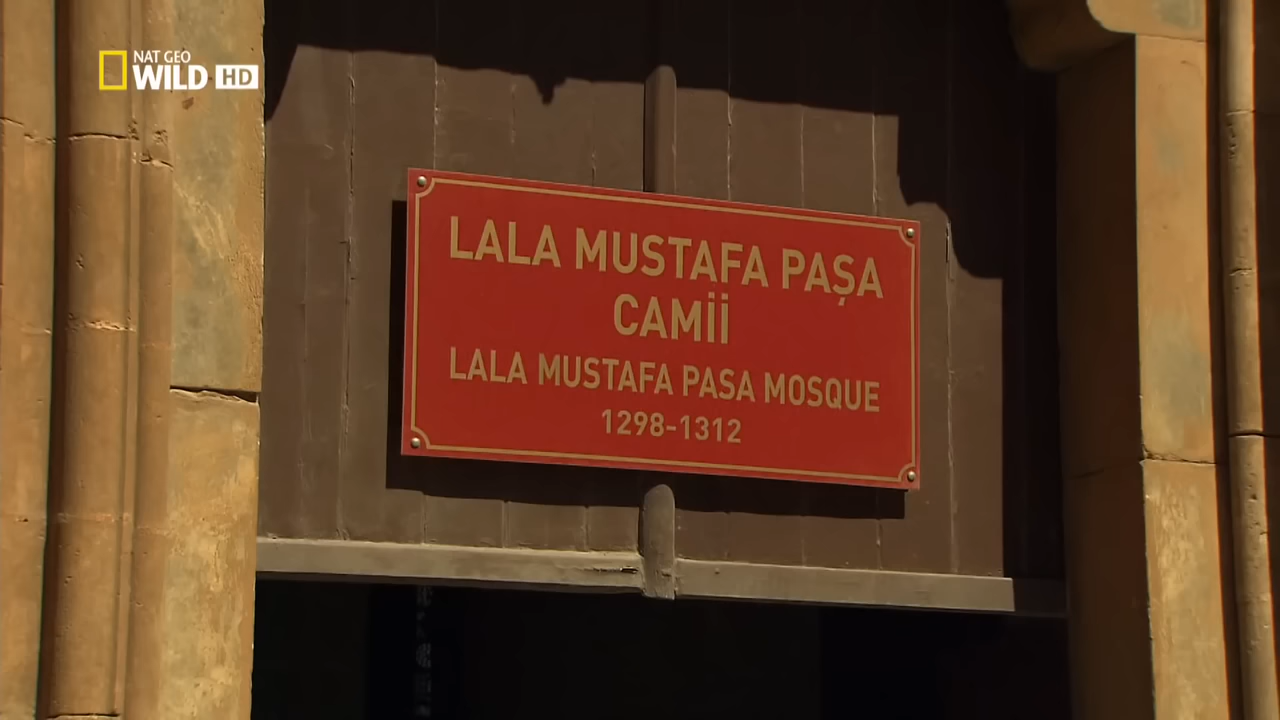 NAT GEO
WILD HD
LALA MUSTAFA PAŞA
CAMİİ
LALA MUSTAFA PASA MOSQUE
1298-1312